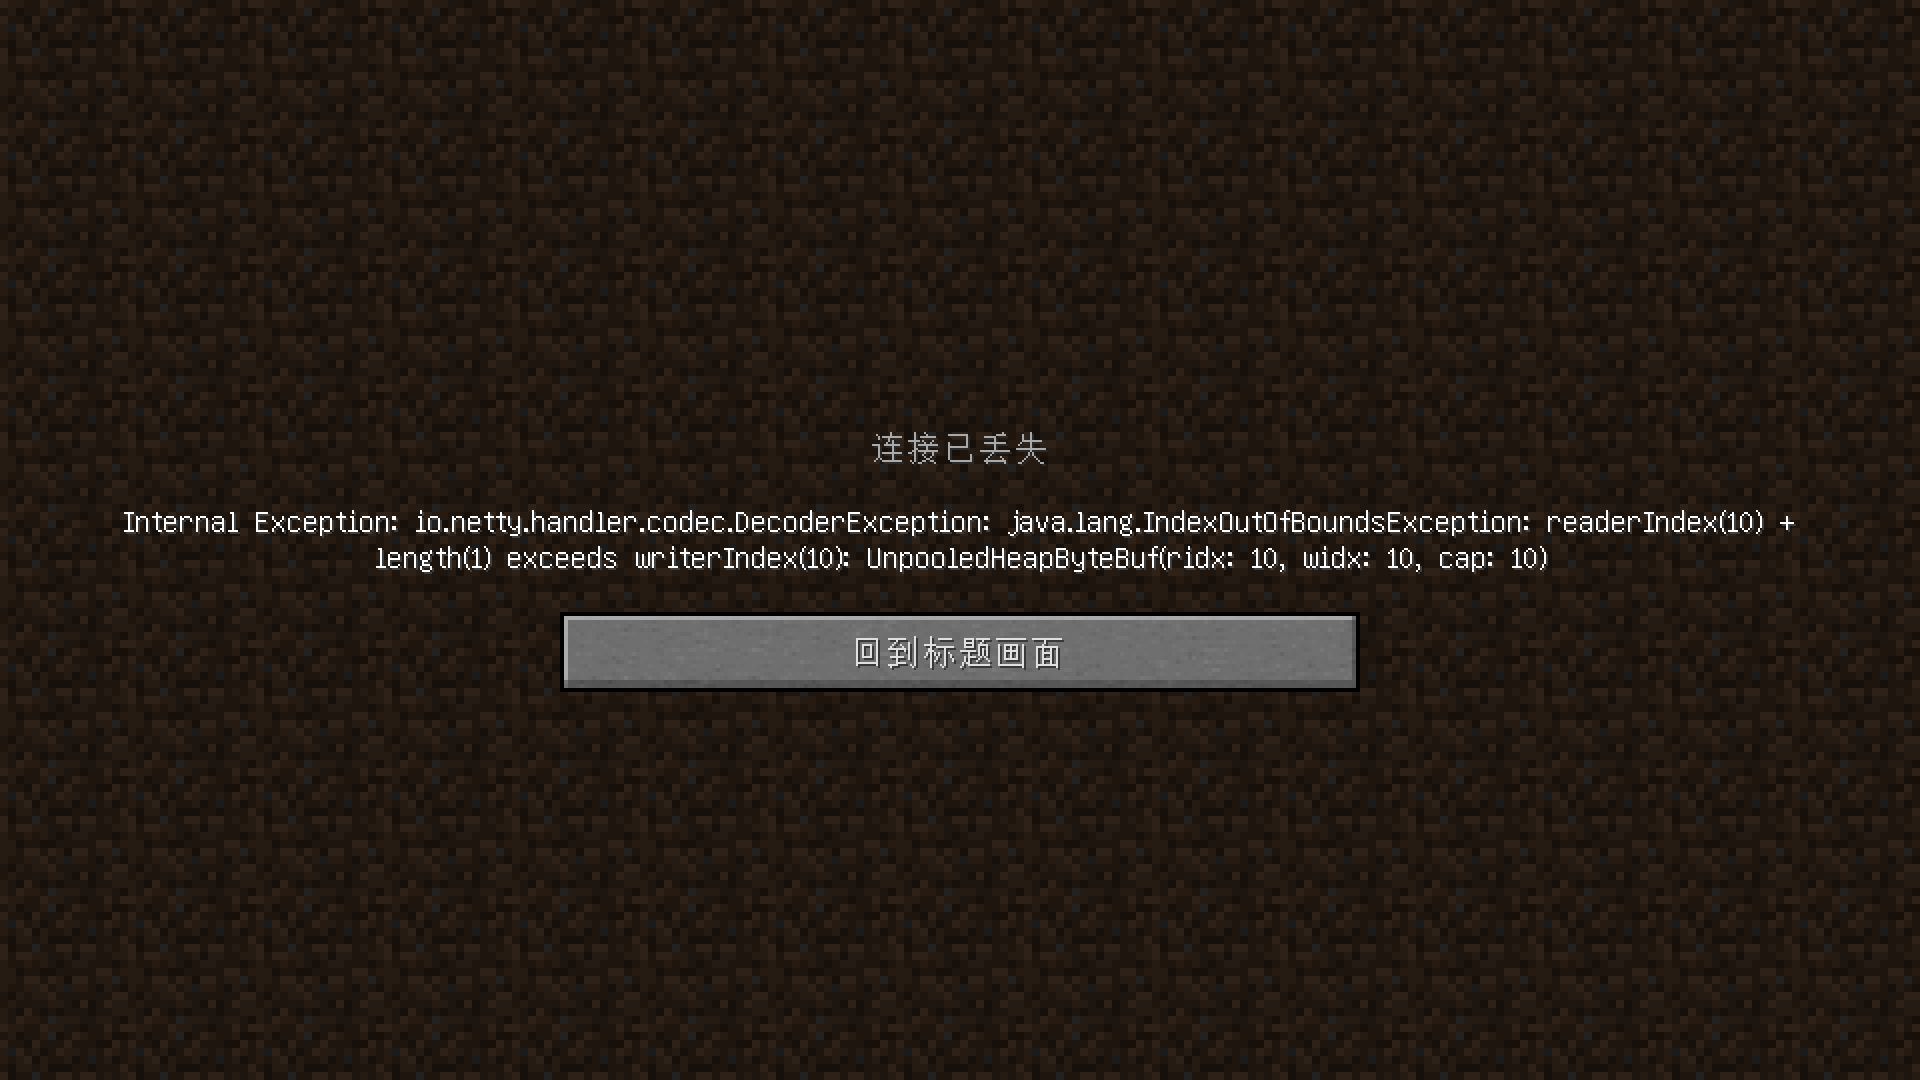 连接已丢失
Internal Exception: io.netty.handler.codec.DecoderException: java.lang.IndexOutOfBoundsException: readerIndex(10) +
length(1) exceeds writerIndex(10): UnpooledHeapByteBuf(ridx: 10, widx: 10, cap: 10)
回到标题画面